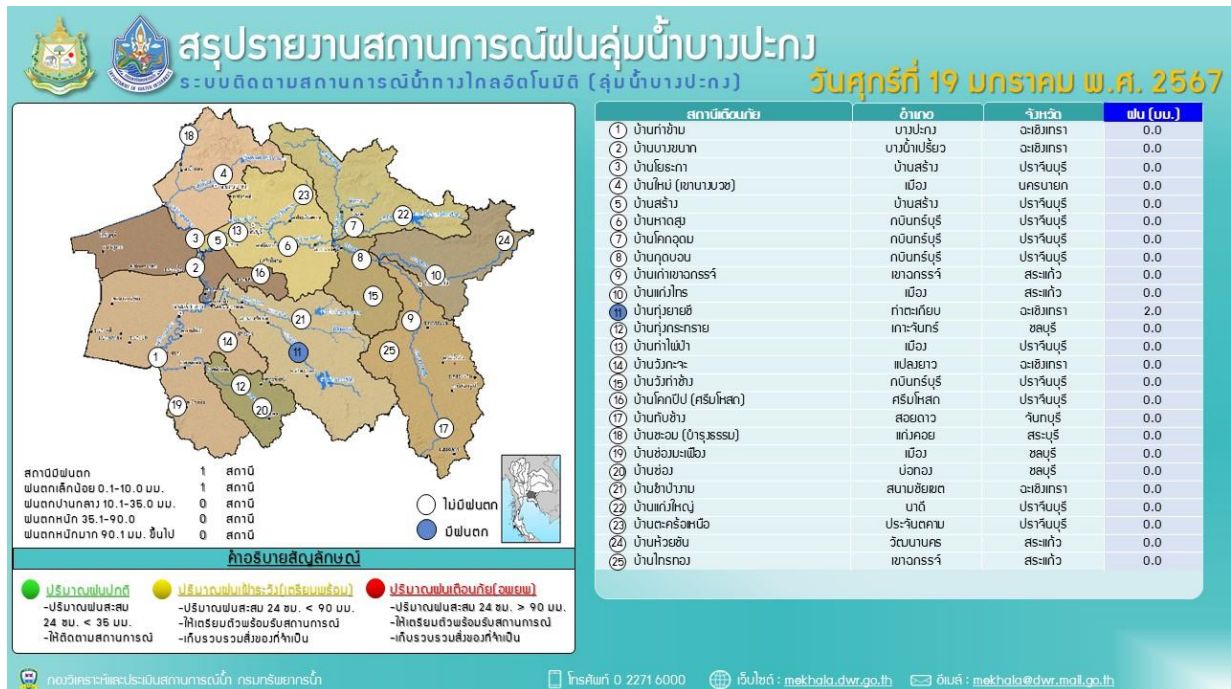 สรุปรายงานสถานการณ์ฝนลุ่มน้ำบางปะกง
ระบบติดตามสถานการณ์น้ำทางไกลอัตโนมัติ (ลุ่มน้ำบางปะกง)
วันศุกร์ที่ 19 มกราคม พ.ศ. 2567
สถานีเตือนภัย อำเภอ จังหวัด ฝน (มม.)
1 บ้านท่าข้าม บางปะกง ฉะเชิงเทรา 0.0
2 บ้านบางขนาก บางน้ำเปรี้ยว ฉะเชิงเทรา 0.0
3 บ้านโยธะกา บ้านสร้าง ปราจีนบุรี 0.0
4 บ้านใหม่ (เขานางบวช) เมือง นครนายก 0.0
5 บ้านสร้าง บ้านสร้าง ปราจีนบุรี 0.0
6 บ้านหาดสูง กบินทร์บุรี ปราจีนบุรี 0.0
7 บ้านโคกอุดม กบินทร์บุรี ปราจีนบุรี 0.0
8 บ้านกุดบอน กบินทร์บุรี ปราจีนบุรี 0.0
9 บ้านเก่าเขาฉกรรจ์ เขาฉกรรจ์ สระแก้ว 0.0
10 บ้านแก่งไทร เมือง สระแก้ว 0.0
11 บ้านทุ่งยายชี ท่าตะเกียบ ฉะเชิงเทรา 2.0
12 บ้านทุ่งกระทราย เกาะจันทร์ ชลบุรี 0.0
13 บ้านท่าไผ่ป่า เมือง ปราจีนบุรี 0.0
14 บ้านวังกะจะ แปลงยาว ฉะเชิงเทรา 0.0
15 บ้านวังท่าช้าง กบินทร์บุรี ปราจีนบุรี 0.0
16 บ้านโคกปีป (ศรีมโหสถ) ศรีมโหสถ ปราจีนบุรี 0.0
17 บ้านทับช้าง สอยดาว จันทบุรี 0.0
18 บ้านชะอม (บำรุงธรรม) แก่งคอย สระบุรี 0.0
19 บ้านช่องมะเฟือง เมือง ชลบุรี 0.0
20 บ้านช่อง บ่อทอง ชลบุรี 0.0
21 บ้านชำป่างาม สนามชัยเขต ฉะเชิงเทรา 0.0
22 บ้านแก่งใหญ่ นาดี ปราจีนบุรี 0.0
23 บ้านตะคร้อเหนือ ประจันตคาม ปราจีนบุรี 0.0
24 บ้านห้วยชัน วัฒนานคร สระแก้ว 0.0
25 บ้านไทรทอง เขาฉกรรจ์ สระแก้ว 0.0
18
4
23
22
13
3
5
7
6
24
8
2
16
10
15
21
9
14
11
25
1
12
19
20
17
สถานีมีฝนตก 1 สถานี
ฝนตกเล็กน้อย 0.1-10.0 มม. 1 สถานี
ฝนตกปานกลาง 10.1-35.0 มม. 0 สถานี
ฝนตกหนัก 35.1-90.0 0 สถานี
ฝนตกหนักมาก 90.1 มม. ขึ้นไป 0 สถานี
ไม่มีฝนตก
มีฝนตก
คำอธิบายสัญลักษณ์
ปริมาณฝนปกติ
-ปริมาณฝนสะสม
24 ชม. < 35 มม.
-ให้ติดตามสถานการณ์
ปริมาณฝนเฝ้าระวัง(เตรียมพร้อม)
-ปริมาณฝนสะสม 24 ชม. < 90 มม.
-ให้เตรียมตัวพร้อมรับสถานการณ์
-เก็บรวบรวมสิ่งของที่จำเป็น
ปริมาณฝนเตือนภัย(อพยพ)
-ปริมาณฝนสะสม 24 ชม. > 90 มม.
-ให้เตรียมตัวพร้อมรับสถานการณ์
-เก็บรวบรวมสิ่งของที่จำเป็น
กองวิเคราะห์และประเมินสถานการณ์น้ำ กรมทรัพยากรน้ำ
โทรศัพท์ 0 2271 6000
เว็บไซต์ : mekhala.dwr.go.th
อีเมล์ : mekhala@dwr.mail.go.th